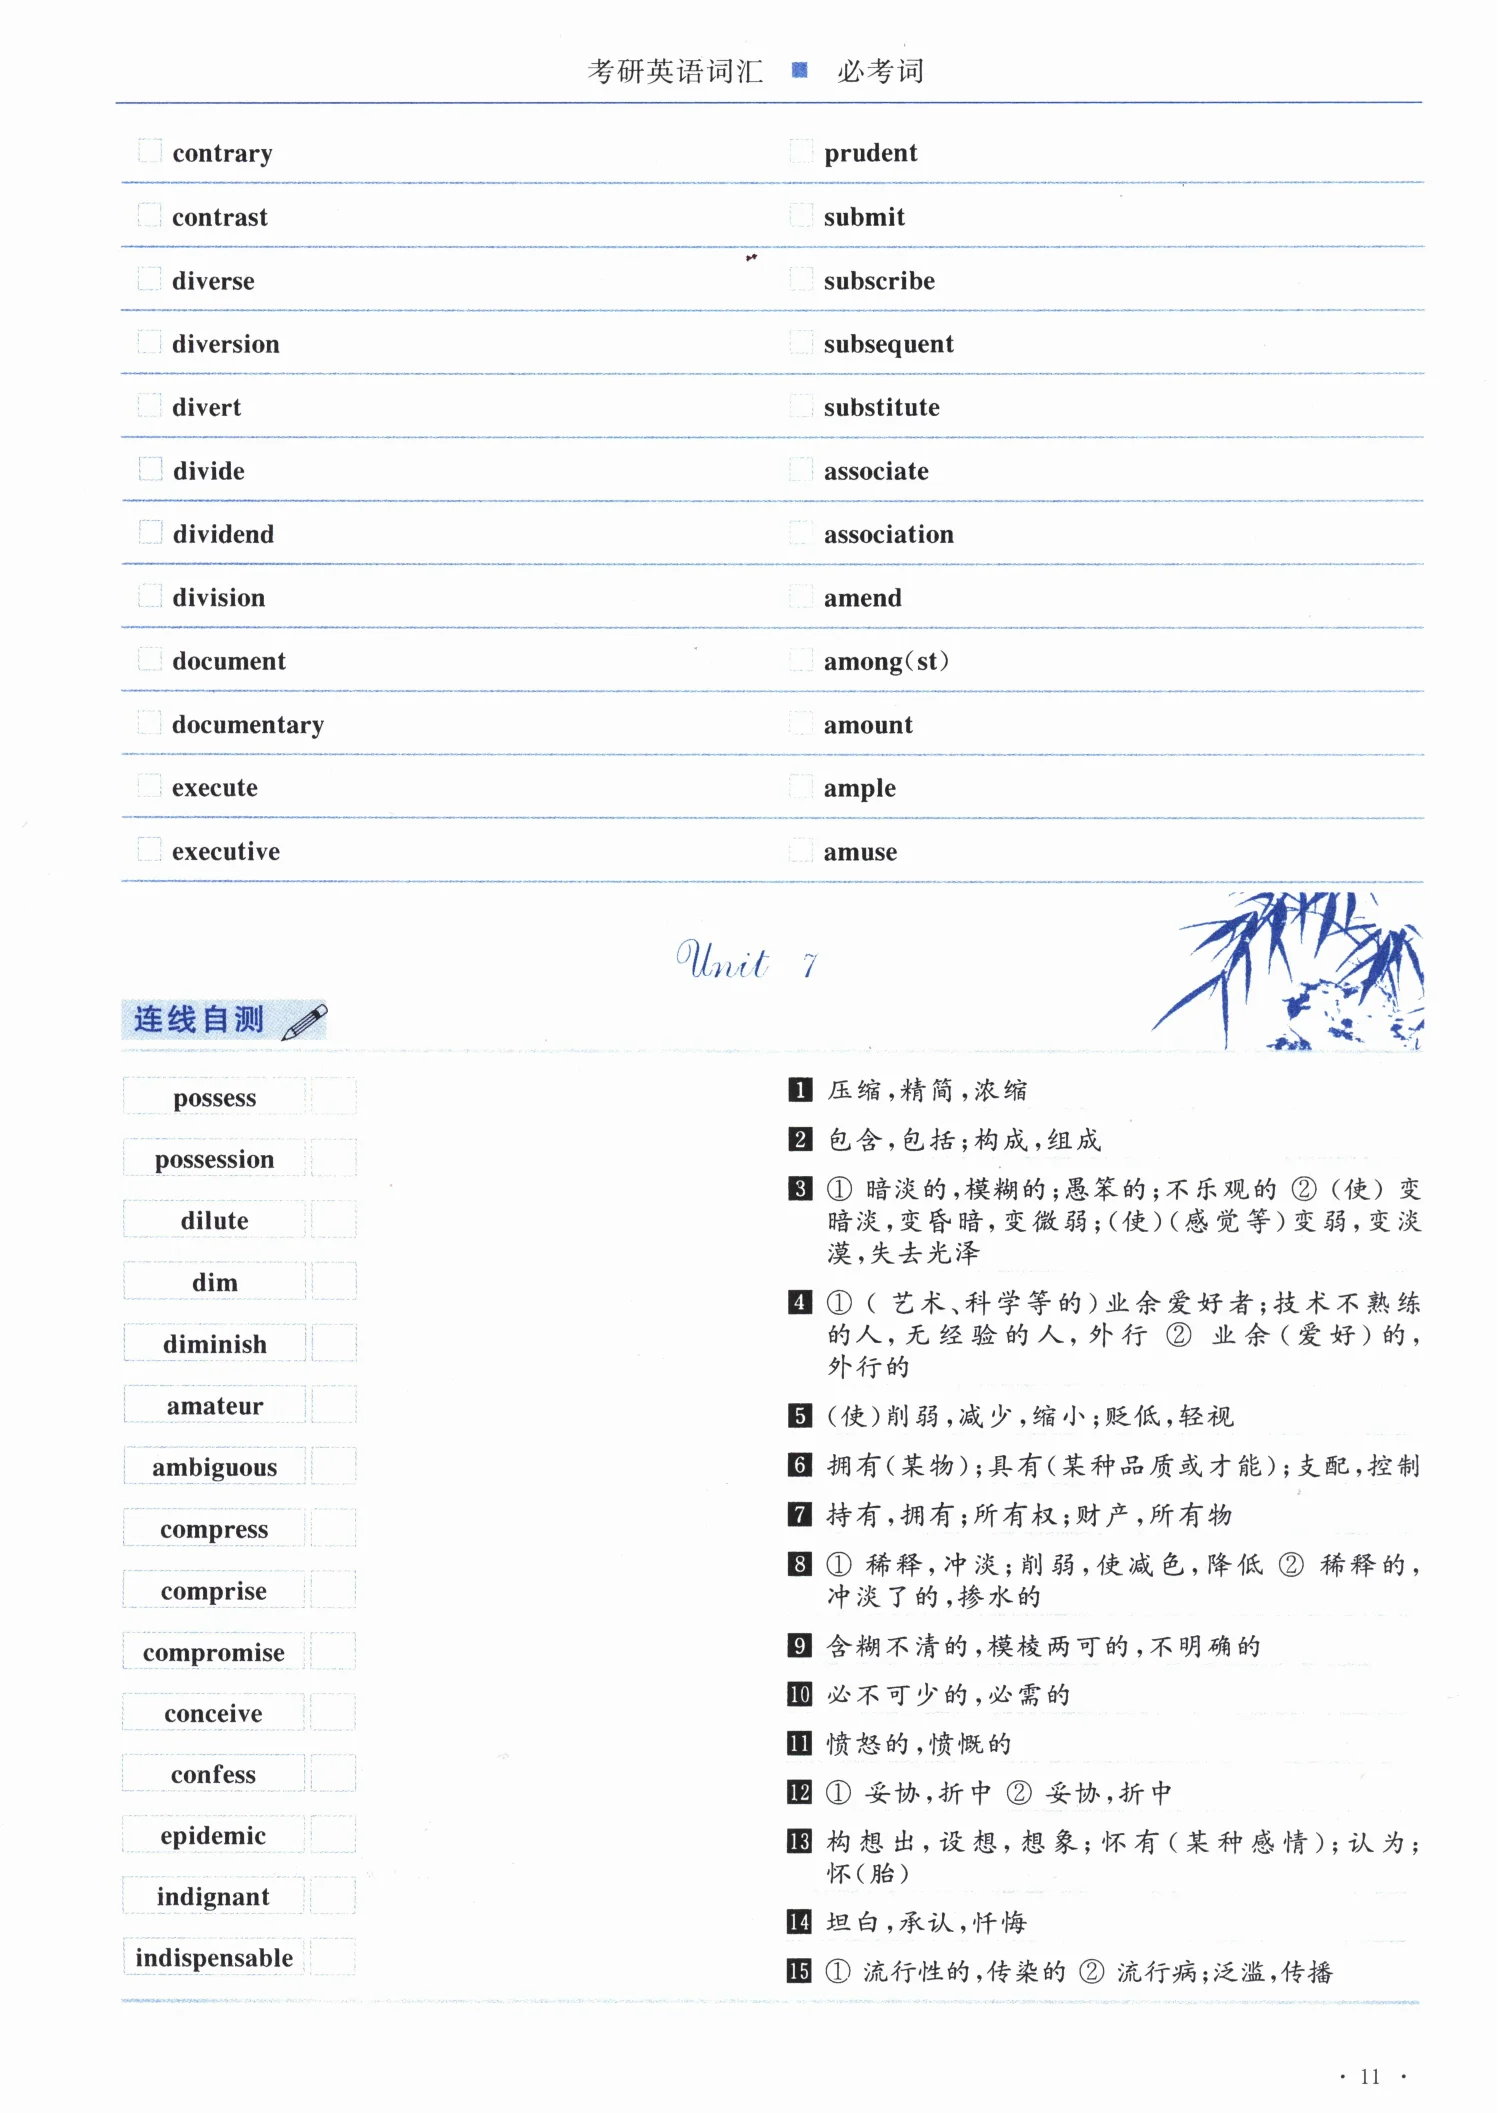 考研英语词汇 ■ 必考词
contrary prudent
contrast submit
diverse subscribe
diversion subsequent
divert substitute
divide associate
dividend association
division amend
document among(st)
documentary amount
execute ample
executive amuse
Unit 7
连线自测
possess
possession
dilute
dim
diminish
amateur
ambiguous
compress
comprise
compromise
conceive
confess
epidemic
indignant
indispensable
1 压缩,精简,浓缩
2 包含,包括;构成,组成
3 ① 暗淡的,模糊的;愚笨的;不乐观的 ② (使) 变
暗淡,变昏暗,变微弱;(使)(感觉等)变弱,变淡
漠,失去光泽
4 ① ( 艺术、科学等的)业余爱好者;技术不熟练
的人,无经验的人,外行 ② 业余(爱好)的,
外行的
5 (使)削弱,减少,缩小;贬低,轻视
6 拥有(某物);具有(某种品质或才能);支配,控制
7 持有,拥有;所有权;财产,所有物
8 ① 稀释,冲淡;削弱,使减色,降低 ② 稀释的,
冲淡了的,掺水的
9 含糊不清的,模棱两可的,不明确的
10 必不可少的,必需的
11 愤怒的,愤慨的
12 ① 妥协,折中 ② 妥协,折中
13 构想出,设想,想象;怀有(某种感情);认为;
怀(胎)
14 坦白,承认,忏悔
15 ① 流行性的,传染的 ② 流行病;泛滥,传播
· 11 ·